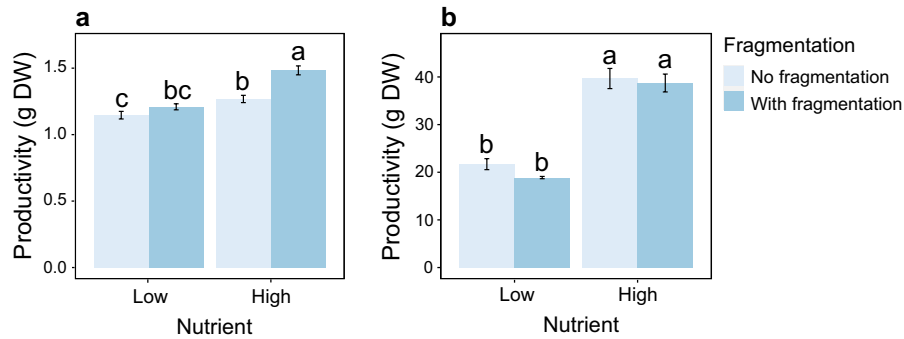 a
Productivity (g DW)
1.5
1.0
0.5
0.0
c
bc
b
a
Low
High
Nutrient
b
Productivity (g DW)
40
30
20
10
0
b
b
a
a
Low
High
Nutrient
Fragmentation
No fragmentation
With fragmentation